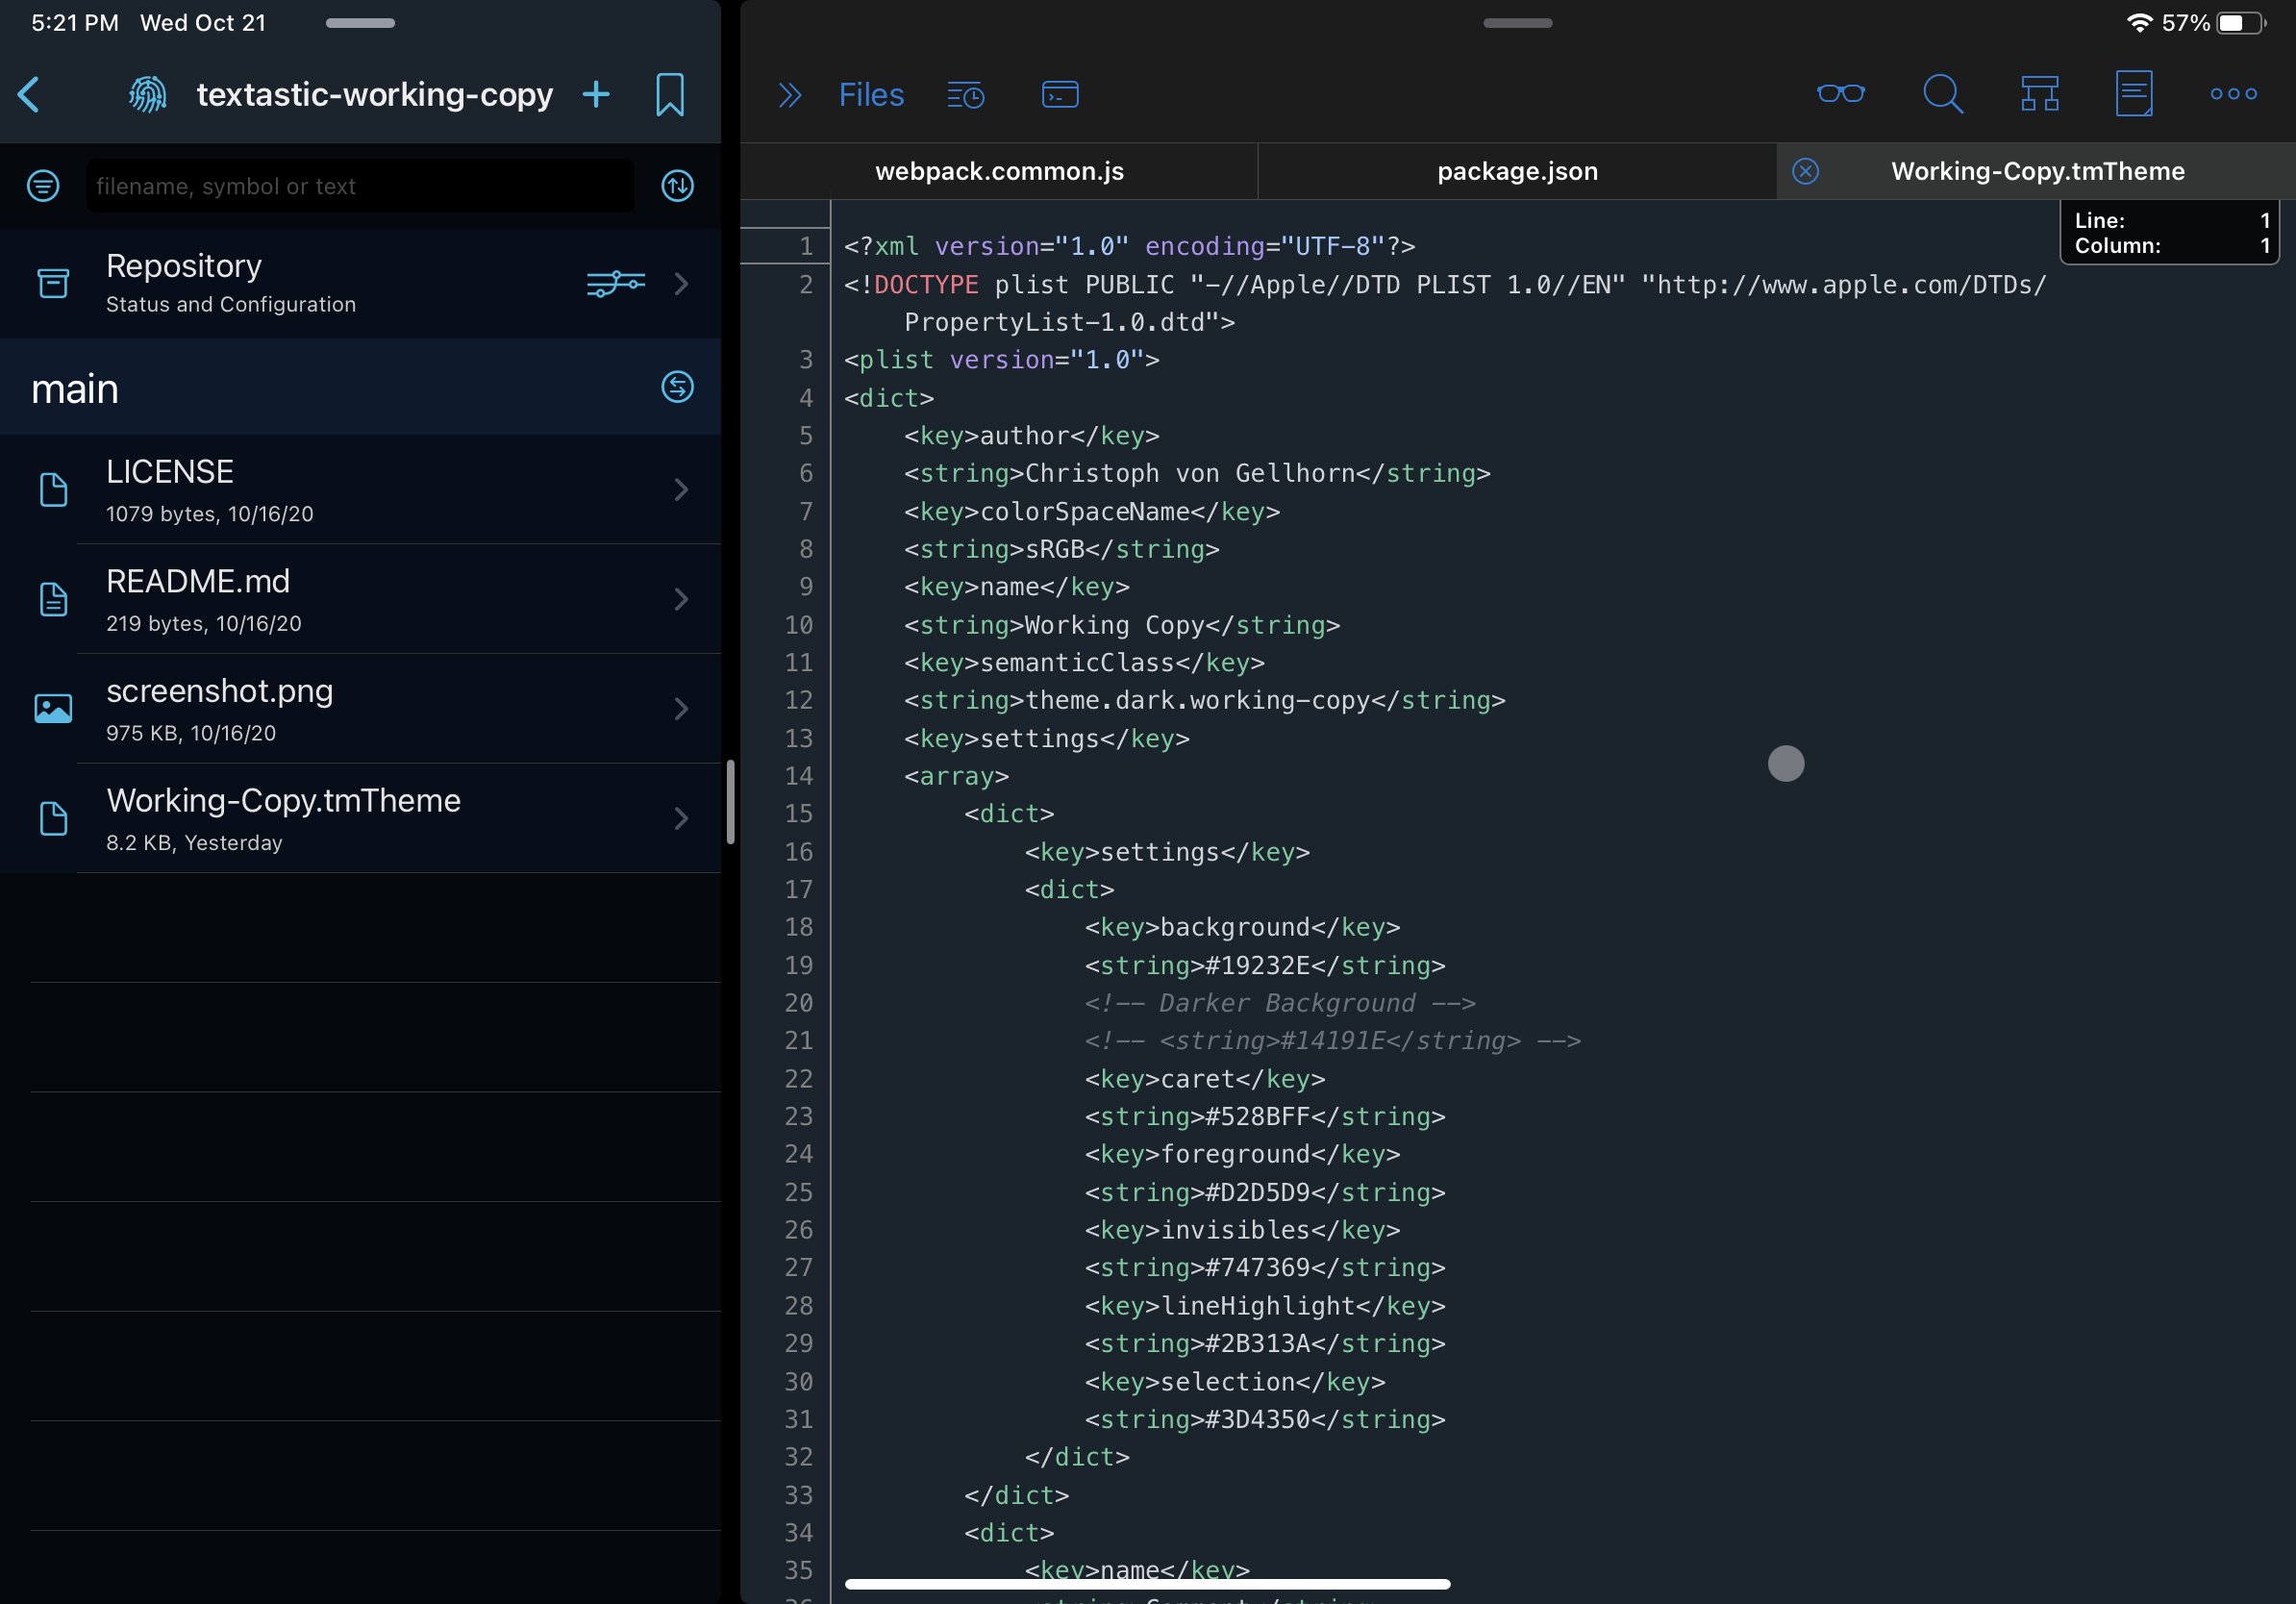 5:21 PM Wed Oct 21
57%
textastic-working-copy
filename, symbol or text
Repository
Status and Configuration
main
LICENSE
1079 bytes, 10/16/20
README.md
219 bytes, 10/16/20
screenshot.png
975 KB, 10/16/20
Working-Copy.tmTheme
8.2 KB, Yesterday
Files
webpack.common.js
package.json
Working-Copy.tmTheme
Line: 1
Column: 1
1 <?xml version="1.0" encoding="UTF-8"?>
2 <!DOCTYPE plist PUBLIC "-//Apple//DTD PLIST 1.0//EN" "http://www.apple.com/DTDs/
PropertyList-1.0.dtd">
3 <plist version="1.0">
4 <dict>
5 <key>author</key>
6 <string>Christoph von Gellhorn</string>
7 <key>colorSpaceName</key>
8 <string>sRGB</string>
9 <key>name</key>
10 <string>Working Copy</string>
11 <key>semanticClass</key>
12 <string>theme.dark.working-copy</string>
13 <key>settings</key>
14 <array>
15 <dict>
16 <key>settings</key>
17 <dict>
18 <key>background</key>
19 <string>#19232E</string>
20 <!-- Darker Background -->
21 <!-- <string>#14191E</string> -->
22 <key>caret</key>
23 <string>#528BFF</string>
24 <key>foreground</key>
25 <string>#D2D5D9</string>
26 <key>invisibles</key>
27 <string>#747369</string>
28 <key>lineHighlight</key>
29 <string>#2B313A</string>
30 <key>selection</key>
31 <string>#3D4350</string>
32 </dict>
33 </dict>
34 <dict>
35 <key>name</key>